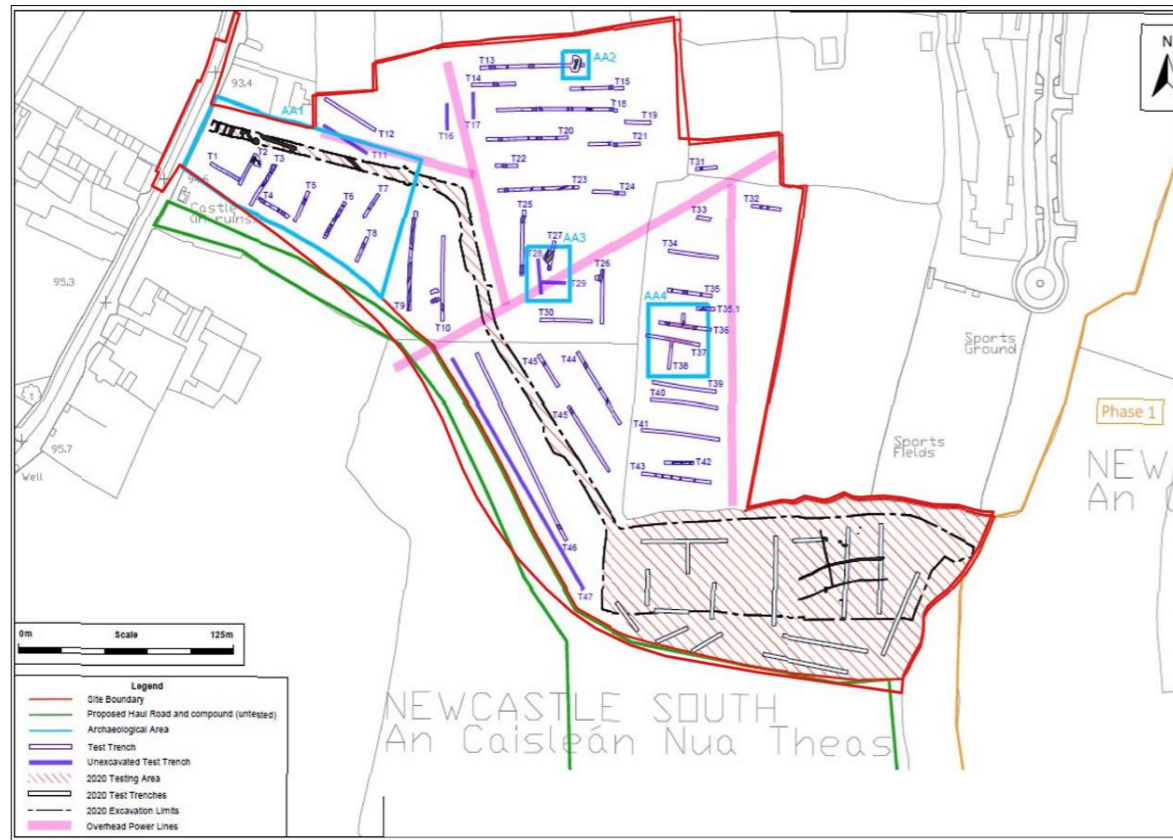 N
93.4
AA1
T1
T2
T3
T4
T5
T6
T7
T8
T9
T10
T11
T12
T13
AA2
T14
T15
T16
T17
T18
T19
T20
T21
T22
T23
T24
T25
T26
T27
T28
T29
AA3
T30
T31
T32
T33
T34
T35
T35.1
AA4
T36
T37
T38
T39
T40
T41
T42
T43
T44
T45
T45
T46
T47
94.6
Castle
(in ruins)
95.3
95.7
Well
Sports
Ground
Sports
Fields
Phase 1
NEW
An
NEWCASTLE SOUTH
An Caisleán Nua Theas
0m Scale 125m
Legend
Site Boundary
Proposed Haul Road and compound (untested)
Archaeological Area
Test Trench
Unexcavated Test Trench
2020 Testing Area
2020 Test Trenches
2020 Excavation Limits
Overhead Power Lines